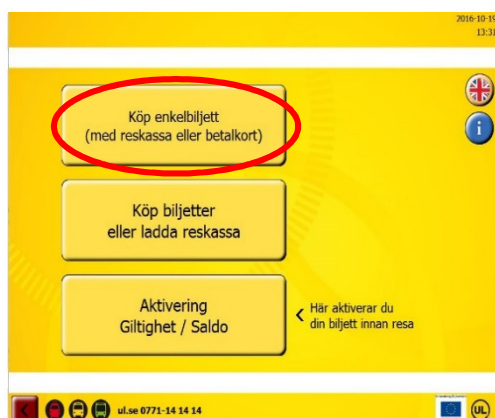 2016-10-19
13:31
Köp enkelbiljett
(med reskassa eller betalkort)
i
Köp biljetter
eller ladda reskassa
Aktivering
Giltighet / Saldo
Här aktiverar du
din biljett innan resa
ul.se 0771-14 14 14
UL